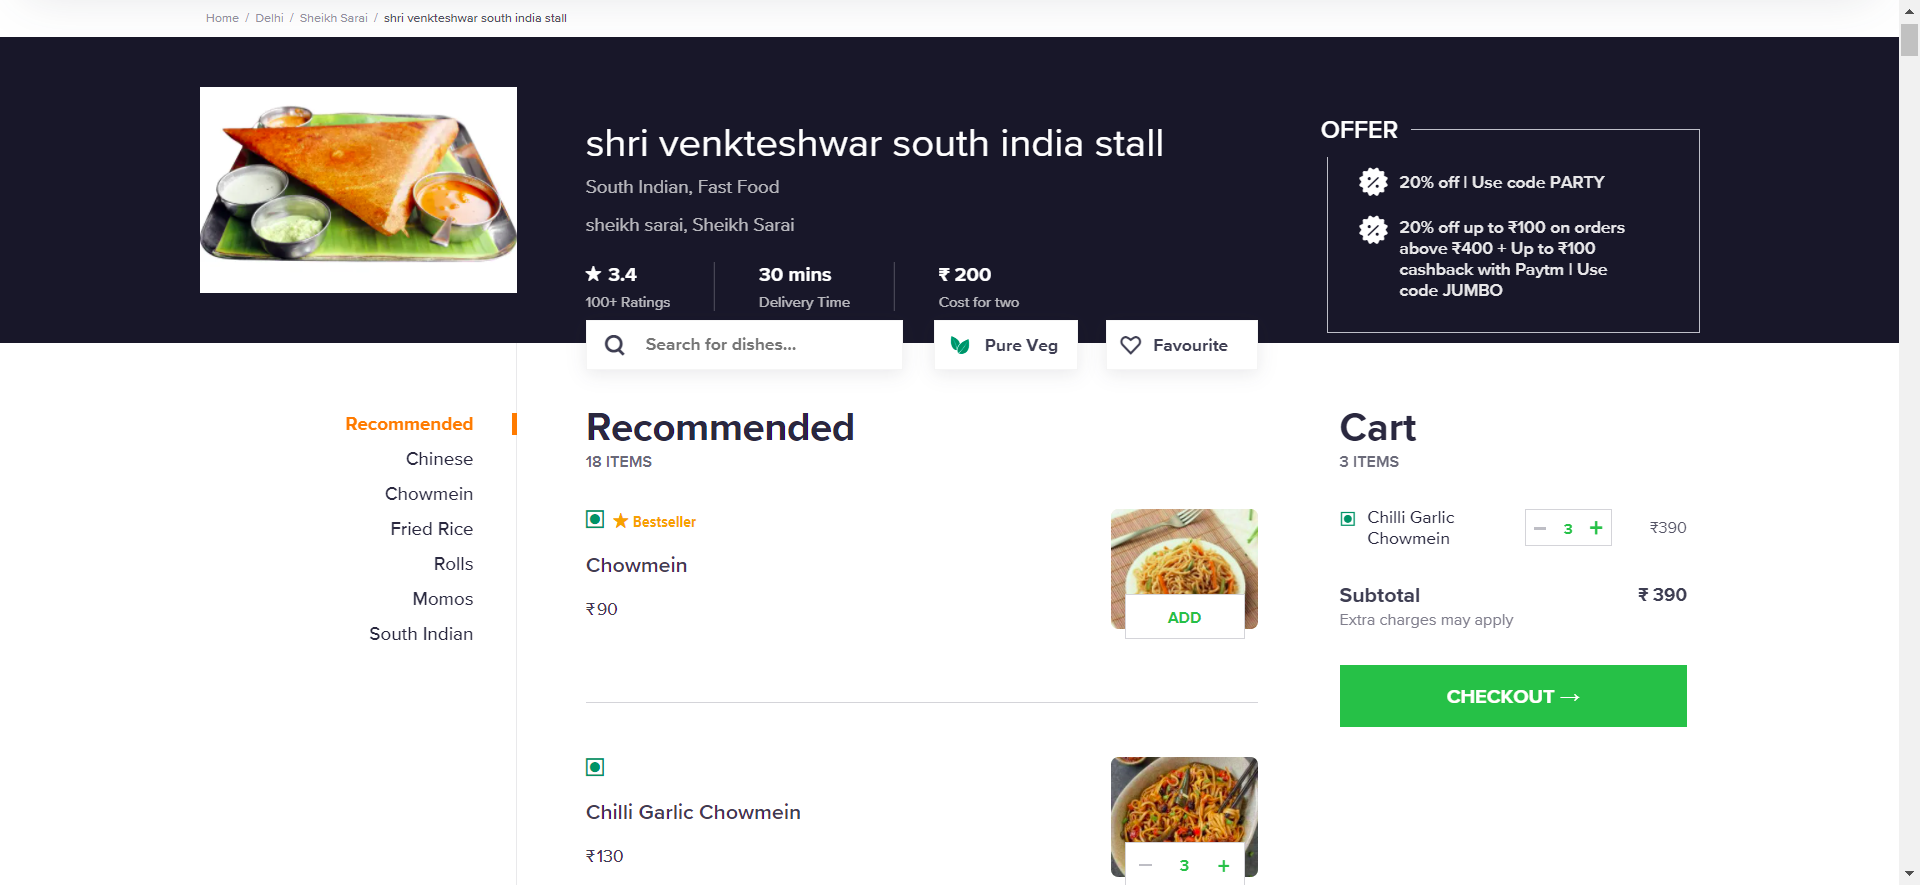 Home / Delhi / Sheikh Sarai / shri venkteshwar south india stall
shri venkteshwar south india stall
South Indian, Fast Food
sheikh sarai, Sheikh Sarai
★ 3.4
100+ Ratings
30 mins
Delivery Time
₹ 200
Cost for two
OFFER
20% off | Use code PARTY
20% off up to ₹100 on orders
above ₹400 + Up to ₹100
cashback with Paytm | Use
code JUMBO
Search for dishes...
Pure Veg
Favourite
Recommended
Chinese
Chowmein
Fried Rice
Rolls
Momos
South Indian
Recommended
18 ITEMS
★ Bestseller
Chowmein
₹90
ADD
Chilli Garlic Chowmein
₹130
− 3 +
Cart
3 ITEMS
Chilli Garlic
Chowmein
− 3 +
₹390
Subtotal
₹ 390
Extra charges may apply
CHECKOUT →